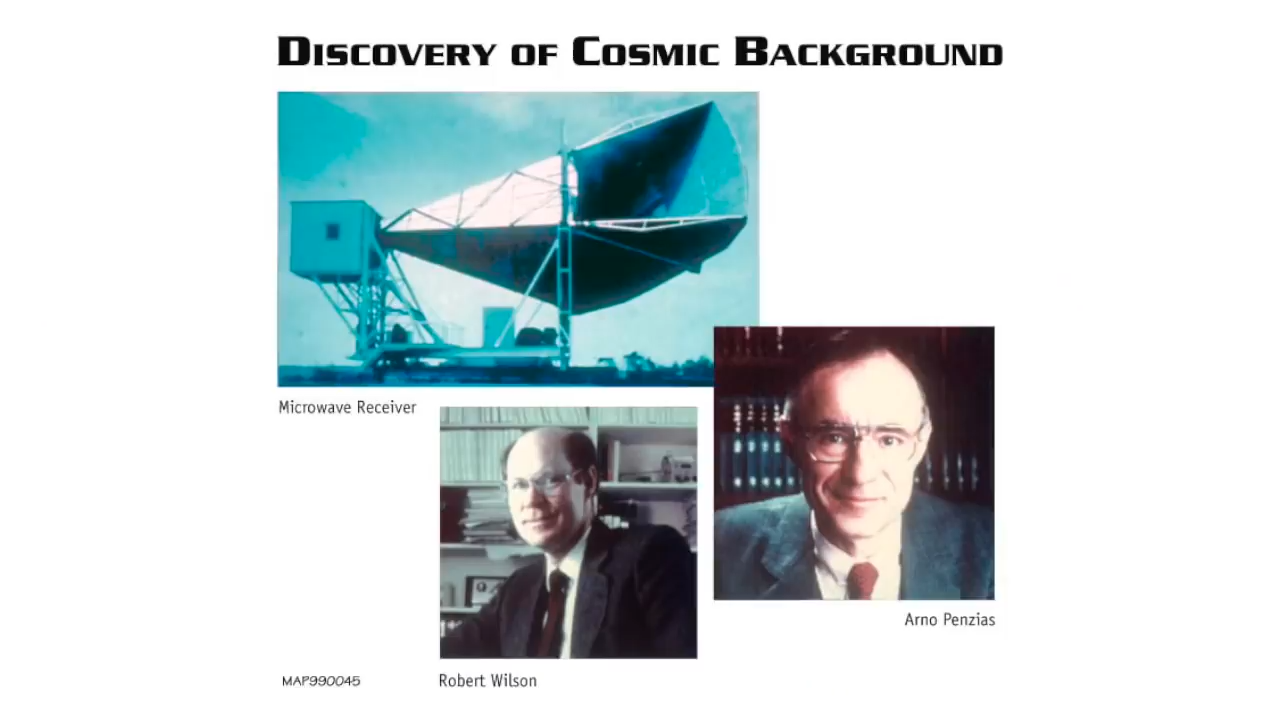 DISCOVERY OF COSMIC BACKGROUND
Microwave Receiver
Arno Penzias
MAP990045
Robert Wilson